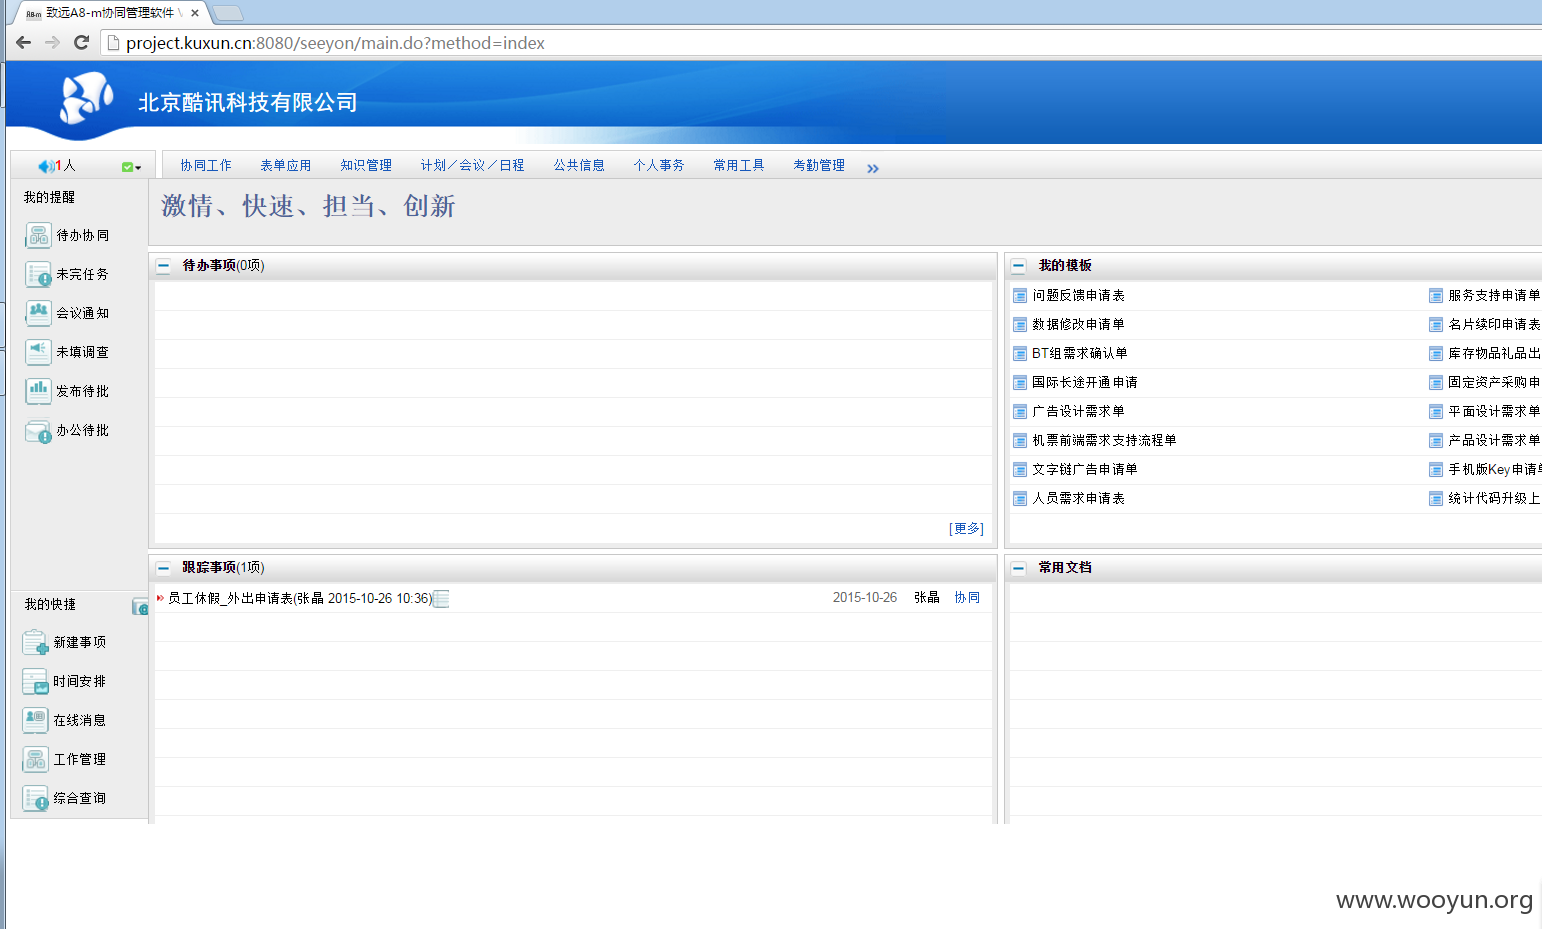 致远A8-m协同管理软件
project.kuxun.cn:8080/seeyon/main.do?method=index
北京酷讯科技有限公司
1人
协同工作 表单应用 知识管理 计划／会议／日程 公共信息 个人事务 常用工具 考勤管理
激情、快速、担当、创新
我的提醒
待办协同
未完任务
会议通知
未填调查
发布待批
办公待批
我的快捷
新建事项
时间安排
在线消息
工作管理
综合查询
待办事项(0项)
[更多]
跟踪事项(1项)
员工休假_外出申请表(张晶 2015-10-26 10:36) 2015-10-26 张晶 协同
我的模板
问题反馈申请表 服务支持申请单
数据修改申请单 名片续印申请表
BT组需求确认单 库存物品礼品出
国际长途开通申请 固定资产采购申
广告设计需求单 平面设计需求单
机票前端需求支持流程单 产品设计需求单
文字链广告申请单 手机版Key申请单
人员需求申请表 统计代码升级上
常用文档
www.wooyun.org